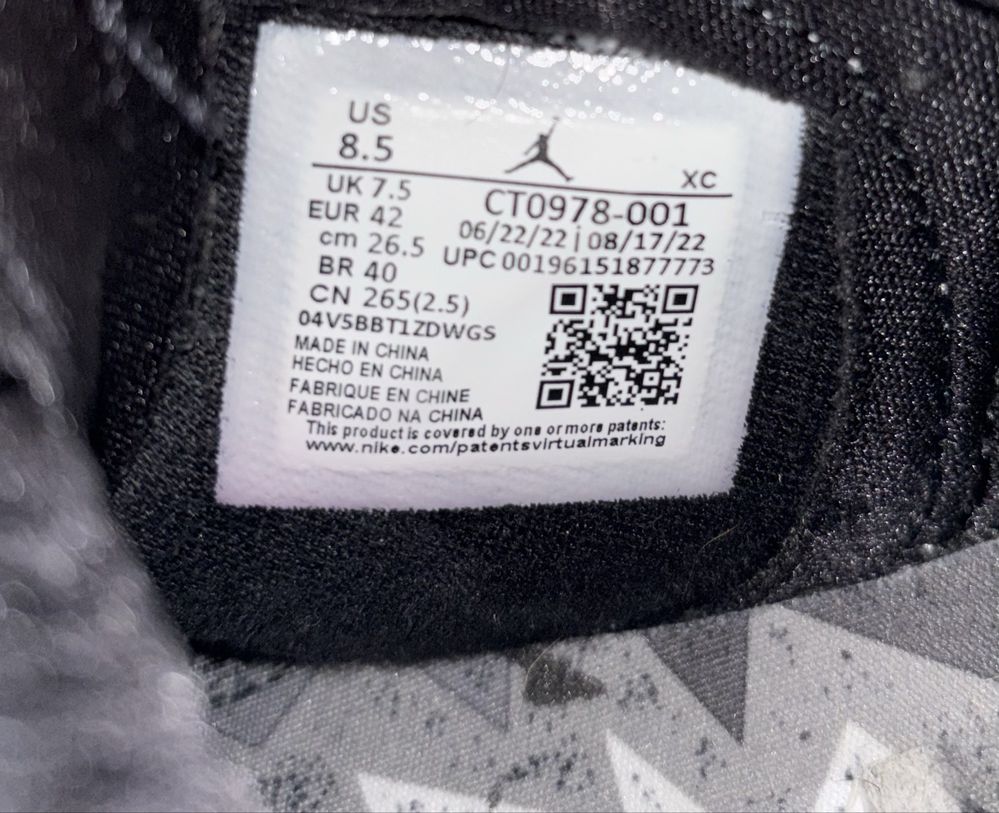 US
8.5
XC
UK 7.5
EUR 42
cm 26.5
BR 40
CN 265(2.5)
CT0978-001
06/22/22 | 08/17/22
UPC 00196151877773
04V5BBT1ZDWGS
MADE IN CHINA
HECHO EN CHINA
FABRIQUE EN CHINE
FABRICADO NA CHINA
This product is covered by one or more patents:
www.nike.com/patentsvirtualmarking